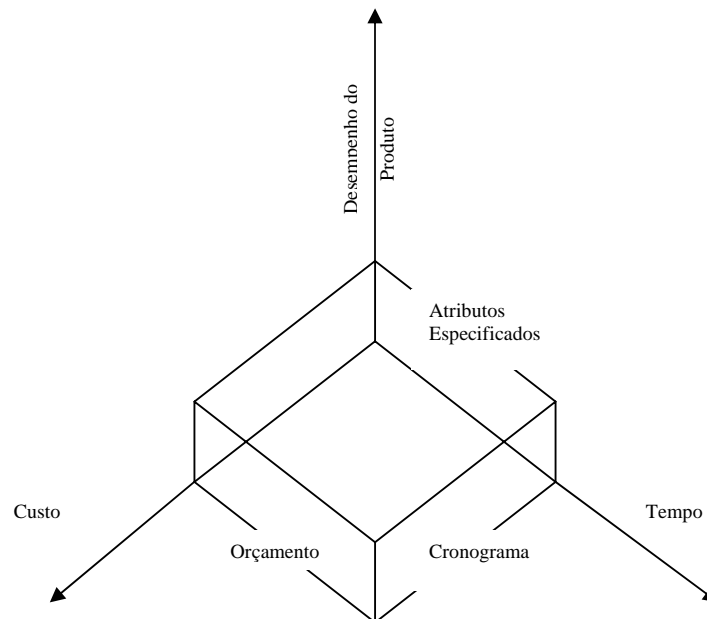 Desempenho do
Produto
Atributos
Especificados
Custo
Tempo
Orçamento
Cronograma